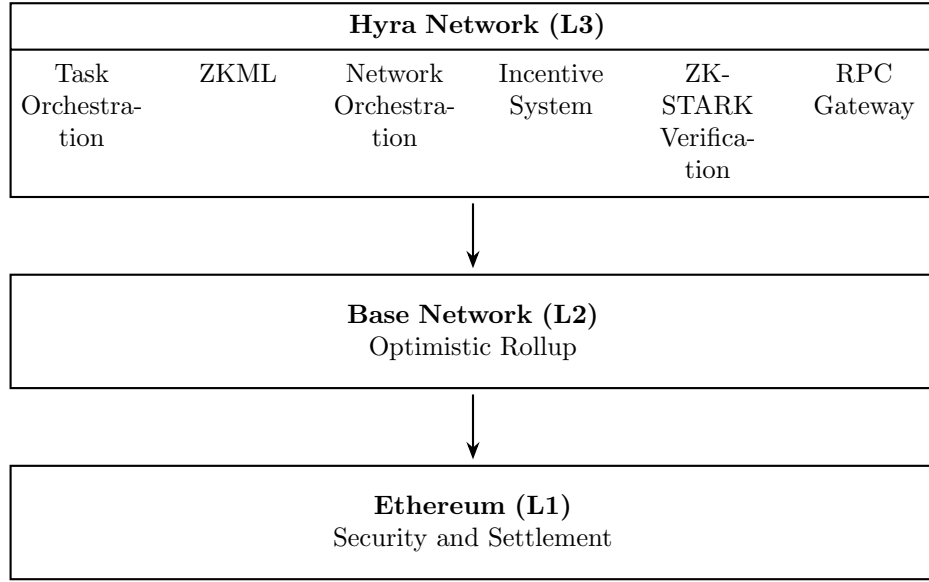 Hyra Network (L3)
Task
Orchestra-
tion
ZKML
Network
Orchestra-
tion
Incentive
System
ZK-
STARK
Verifica-
tion
RPC
Gateway
Base Network (L2)
Optimistic Rollup
Ethereum (L1)
Security and Settlement